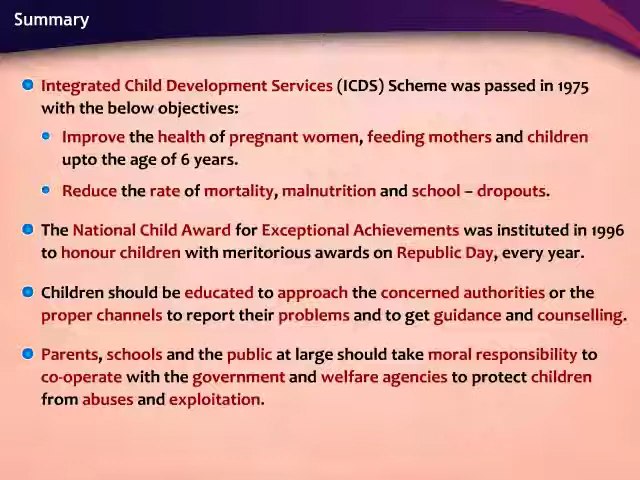 Summary
Integrated Child Development Services (ICDS) Scheme was passed in 1975
with the below objectives:
Improve the health of pregnant women, feeding mothers and children
upto the age of 6 years.
Reduce the rate of mortality, malnutrition and school – dropouts.
The National Child Award for Exceptional Achievements was instituted in 1996
to honour children with meritorious awards on Republic Day, every year.
Children should be educated to approach the concerned authorities or the
proper channels to report their problems and to get guidance and counselling.
Parents, schools and the public at large should take moral responsibility to
co-operate with the government and welfare agencies to protect children
from abuses and exploitation.